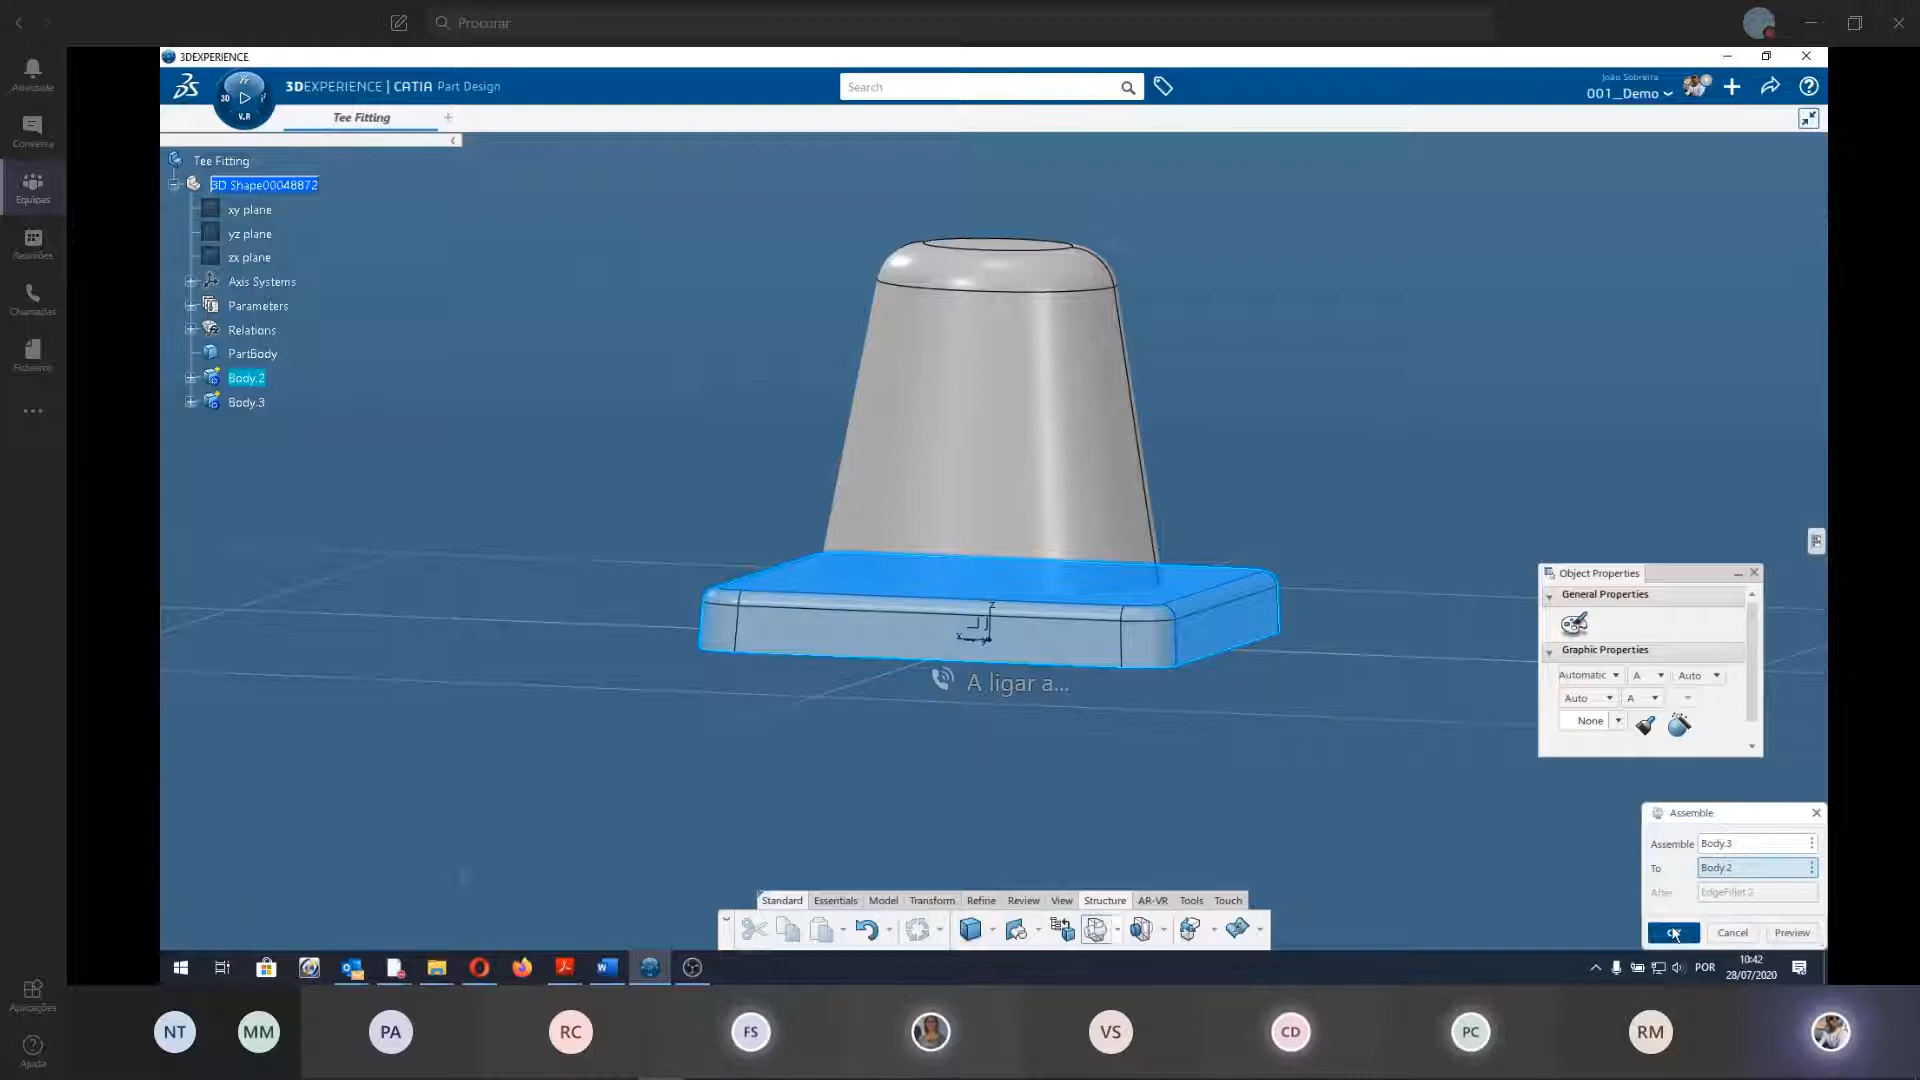 Procurar
Atividade
Conversa
Equipas
Reuniões
Chamadas
Ficheiros
Aplicações
Ajuda
3DEXPERIENCE
3DEXPERIENCE | CATIA Part Design
3D
V.R
Search
João Sobreira
001_Demo
Tee Fitting
Tee Fitting
3D Shape00048872
xy plane
yz plane
zx plane
Axis Systems
Parameters
Relations
PartBody
Body.2
Body.3
z
x
A ligar a...
Object Properties
General Properties
Graphic Properties
Automatic A Auto
Auto A
None
Assemble
Assemble Body.3
To Body.2
After EdgeFillet.2
Cancel Preview
Standard Essentials Model Transform Refine Review View Structure AR-VR Tools Touch
POR
10:42
28/07/2020
NT MM PA RC FS VS CD PC RM